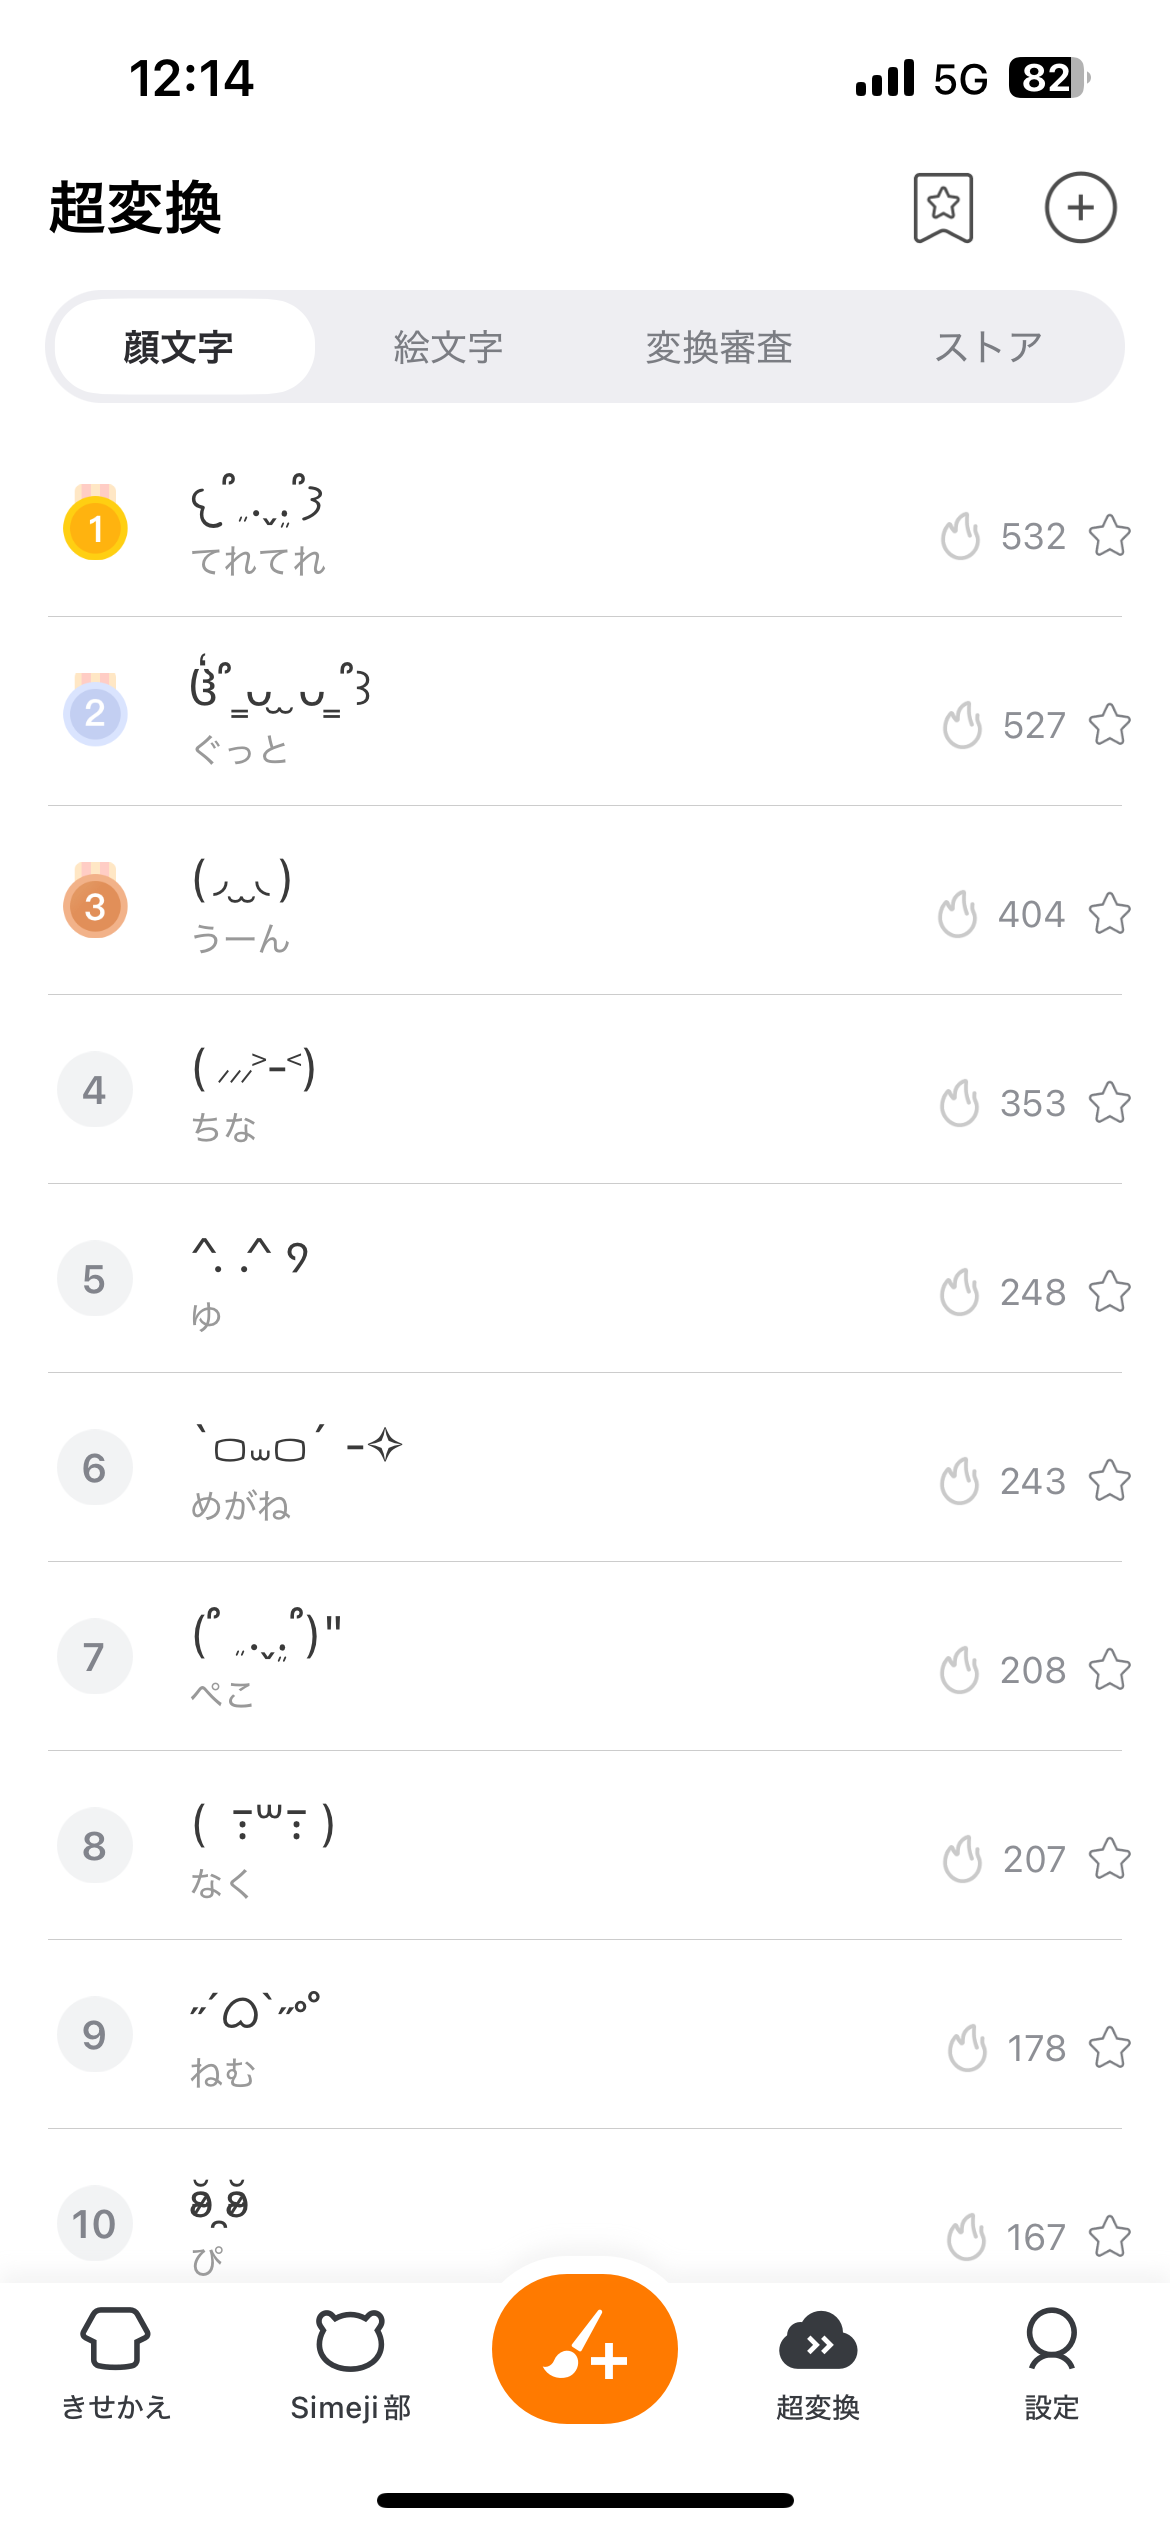 12:14
5G 82
超変換
顔文字 絵文字 変換審査 ストア
1
てれてれ
532
2
ぐっと
527
3
( ◞‸◟ )
うーん
404
4
( ⸝⸝⸝˃ − ˂)
ちな
353
5
^. .^ ୨
ゆ
248
6
`▢⩊▢´ -✧
めがね
243
7
ぺこ
208
8
なく
207
9
˶´ᗝ`˶°˚
ねむ
178
10
ぴ
167
きせかえ Simeji部 超変換 設定